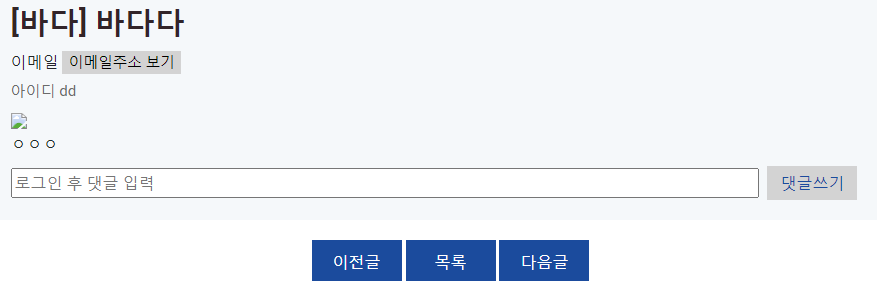 [바다] 바다다
이메일 이메일주소 보기
아이디 dd
ㅇㅇㅇ
로그인 후 댓글 입력 댓글쓰기
이전글 목록 다음글